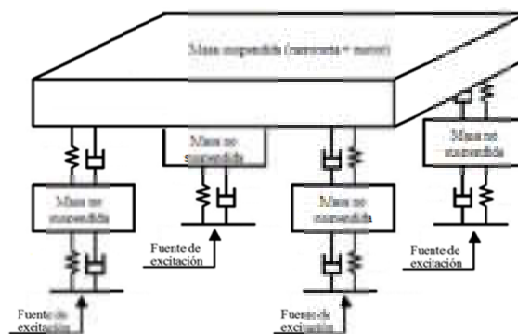 Masa suspendida (carrocería + motor)
Masa no
suspendida
Masa no
suspendida
Masa no
suspendida
Masa no
suspendida
Fuente de
excitación
Fuente de
excitación
Fuente de
excitación
Fuente de
excitación